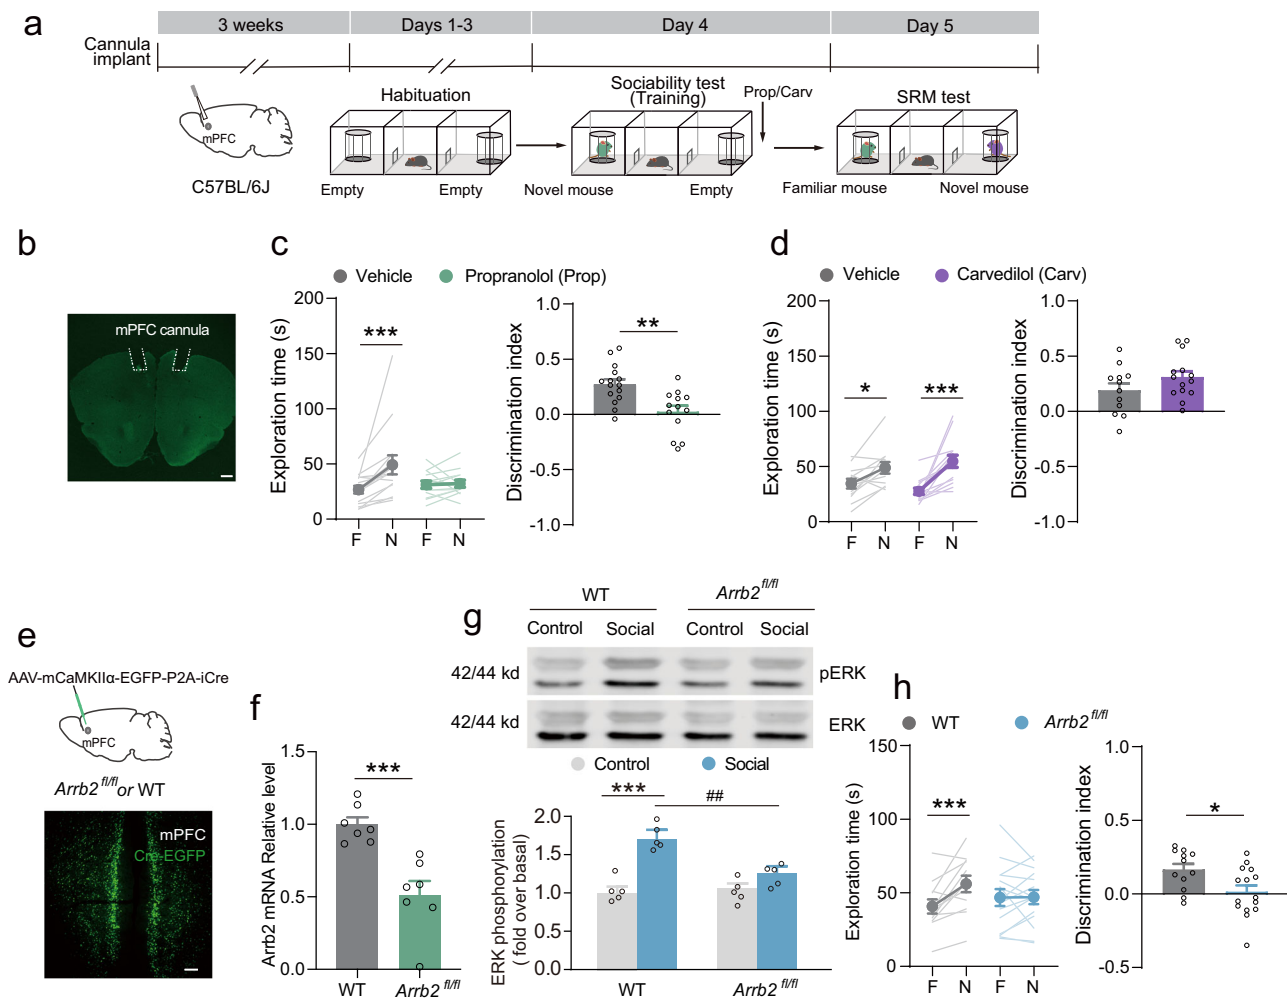 a
3 weeks
Days 1-3
Day 4
Day 5
Cannula
implant
mPFC
C57BL/6J
Habituation
Empty
Empty
Sociability test
(Training)
Novel mouse
Empty
Prop/Carv
SRM test
Familiar mouse
Novel mouse
b
mPFC cannula
c
Vehicle
Propranolol (Prop)
Exploration time (s)
200
150
100
50
0
***
F
N
F
N
Discrimination index
1.0
0.5
0.0
-0.5
-1.0
**
d
Vehicle
Carvedilol (Carv)
Exploration time (s)
200
150
100
50
0
*
***
F
N
F
N
Discrimination index
1.0
0.5
0.0
-0.5
-1.0
e
AAV-mCaMKIIα-EGFP-P2A-iCre
mPFC
Arrb2 fl/fl or WT
mPFC
Cre-EGFP
f
Arrb2 mRNA Relative level
1.5
1.0
0.5
0.0
***
WT
Arrb2 fl/fl
g
WT
Arrb2 fl/fl
Control
Social
Control
Social
42/44 kd
pERK
42/44 kd
ERK
Control
Social
ERK phosphorylation
( fold over basal)
2.0
1.5
1.0
0.5
0.0
***
##
WT
Arrb2 fl/fl
h
WT
Arrb2 fl/fl
Exploration time (s)
150
100
50
0
***
F
N
F
N
Discrimination index
1.0
0.5
0.0
-0.5
*